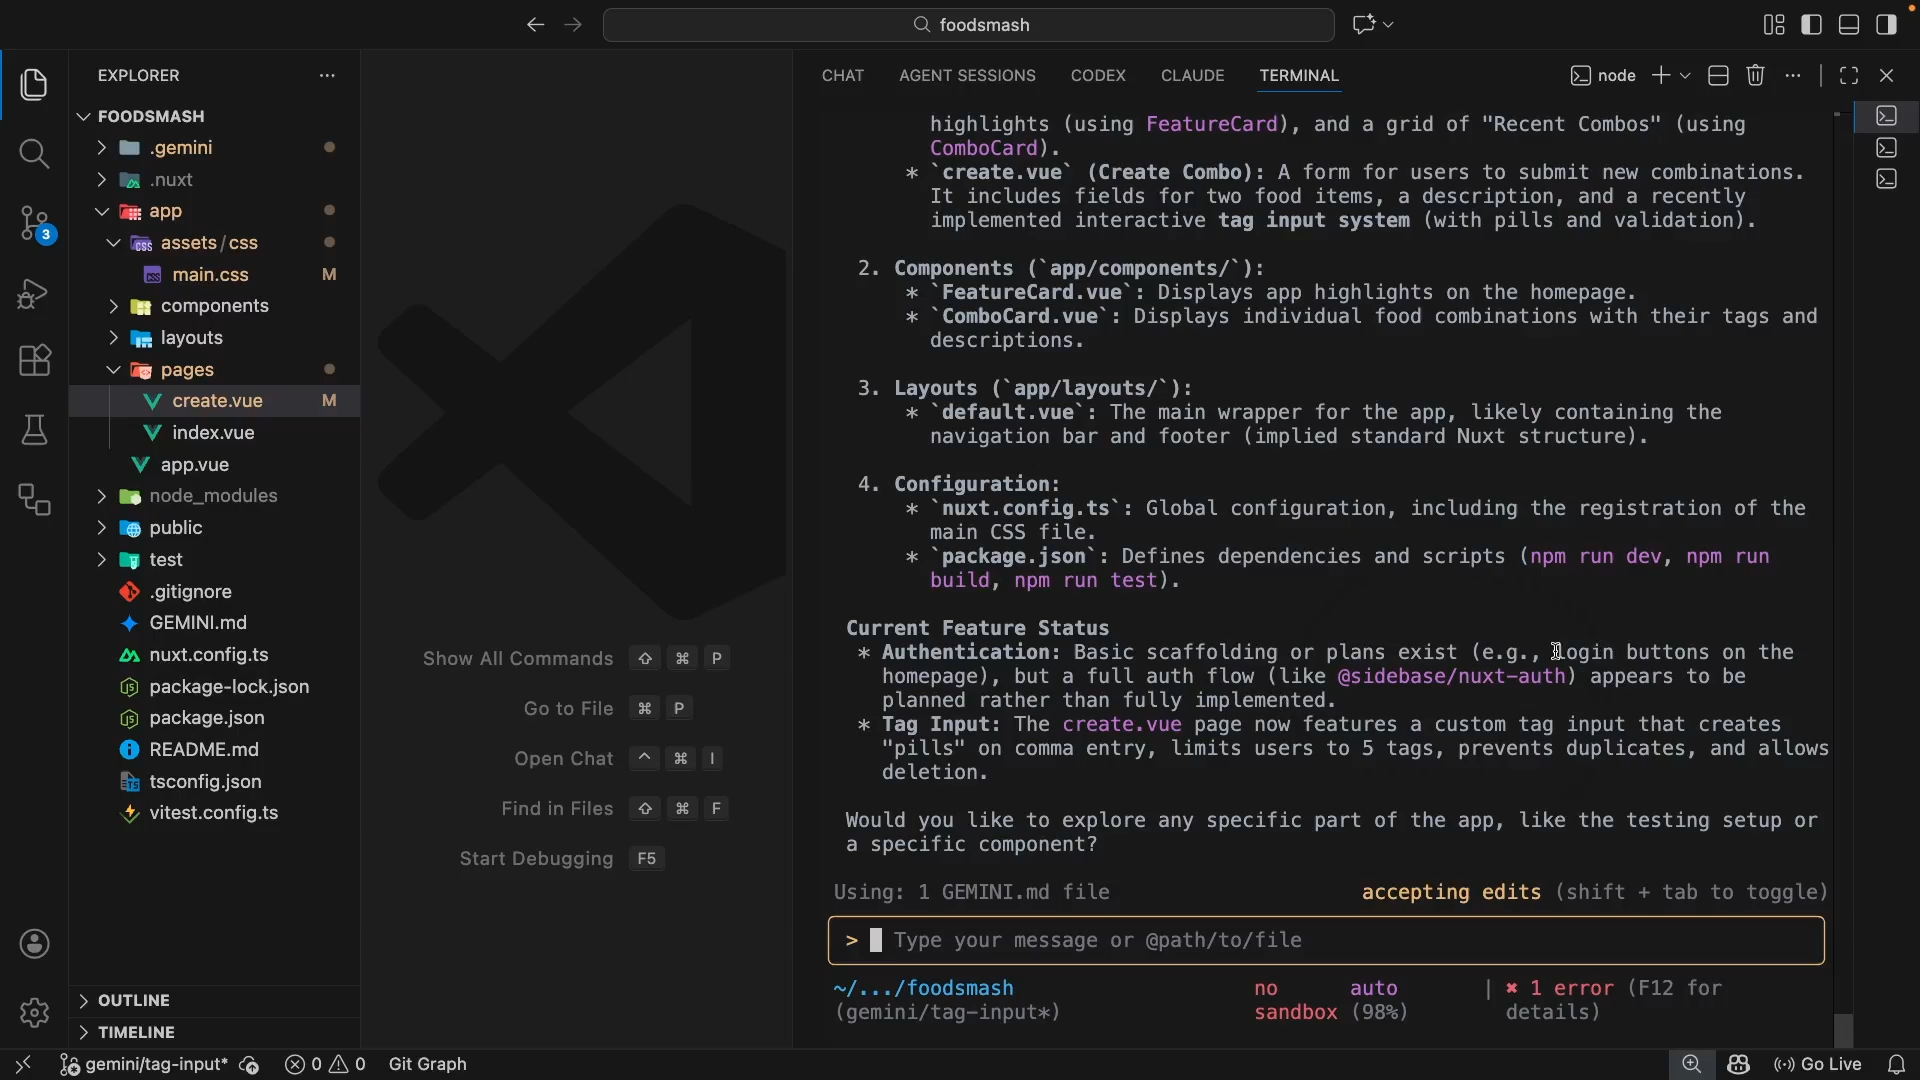 foodsmash
EXPLORER
FOODSMASH
.gemini
.nuxt
app
assets/css
main.css M
components
layouts
pages
create.vue M
index.vue
app.vue
node_modules
public
test
.gitignore
GEMINI.md
nuxt.config.ts
package-lock.json
package.json
README.md
tsconfig.json
vitest.config.ts
OUTLINE
TIMELINE
3
Show All Commands ⇧ ⌘ P
Go to File ⌘ P
Open Chat ^ ⌘ I
Find in Files ⇧ ⌘ F
Start Debugging F5
CHAT AGENT SESSIONS CODEX CLAUDE TERMINAL node
highlights (using FeatureCard), and a grid of "Recent Combos" (using
ComboCard).
* `create.vue` (Create Combo): A form for users to submit new combinations.
It includes fields for two food items, a description, and a recently
implemented interactive tag input system (with pills and validation).
2. Components (`app/components/`):
* `FeatureCard.vue`: Displays app highlights on the homepage.
* `ComboCard.vue`: Displays individual food combinations with their tags and
descriptions.
3. Layouts (`app/layouts/`):
* `default.vue`: The main wrapper for the app, likely containing the
navigation bar and footer (implied standard Nuxt structure).
4. Configuration:
* `nuxt.config.ts`: Global configuration, including the registration of the
main CSS file.
* `package.json`: Defines dependencies and scripts (npm run dev, npm run
build, npm run test).
Current Feature Status
* Authentication: Basic scaffolding or plans exist (e.g., login buttons on the
homepage), but a full auth flow (like @sidebase/nuxt-auth) appears to be
planned rather than fully implemented.
* Tag Input: The create.vue page now features a custom tag input that creates
"pills" on comma entry, limits users to 5 tags, prevents duplicates, and allows
deletion.
Would you like to explore any specific part of the app, like the testing setup or
a specific component?
Using: 1 GEMINI.md file accepting edits (shift + tab to toggle)
> Type your message or @path/to/file
~/.../foodsmash no auto | ✖ 1 error (F12 for
(gemini/tag-input*) sandbox (98%) details)
gemini/tag-input* 0 0 Git Graph Go Live